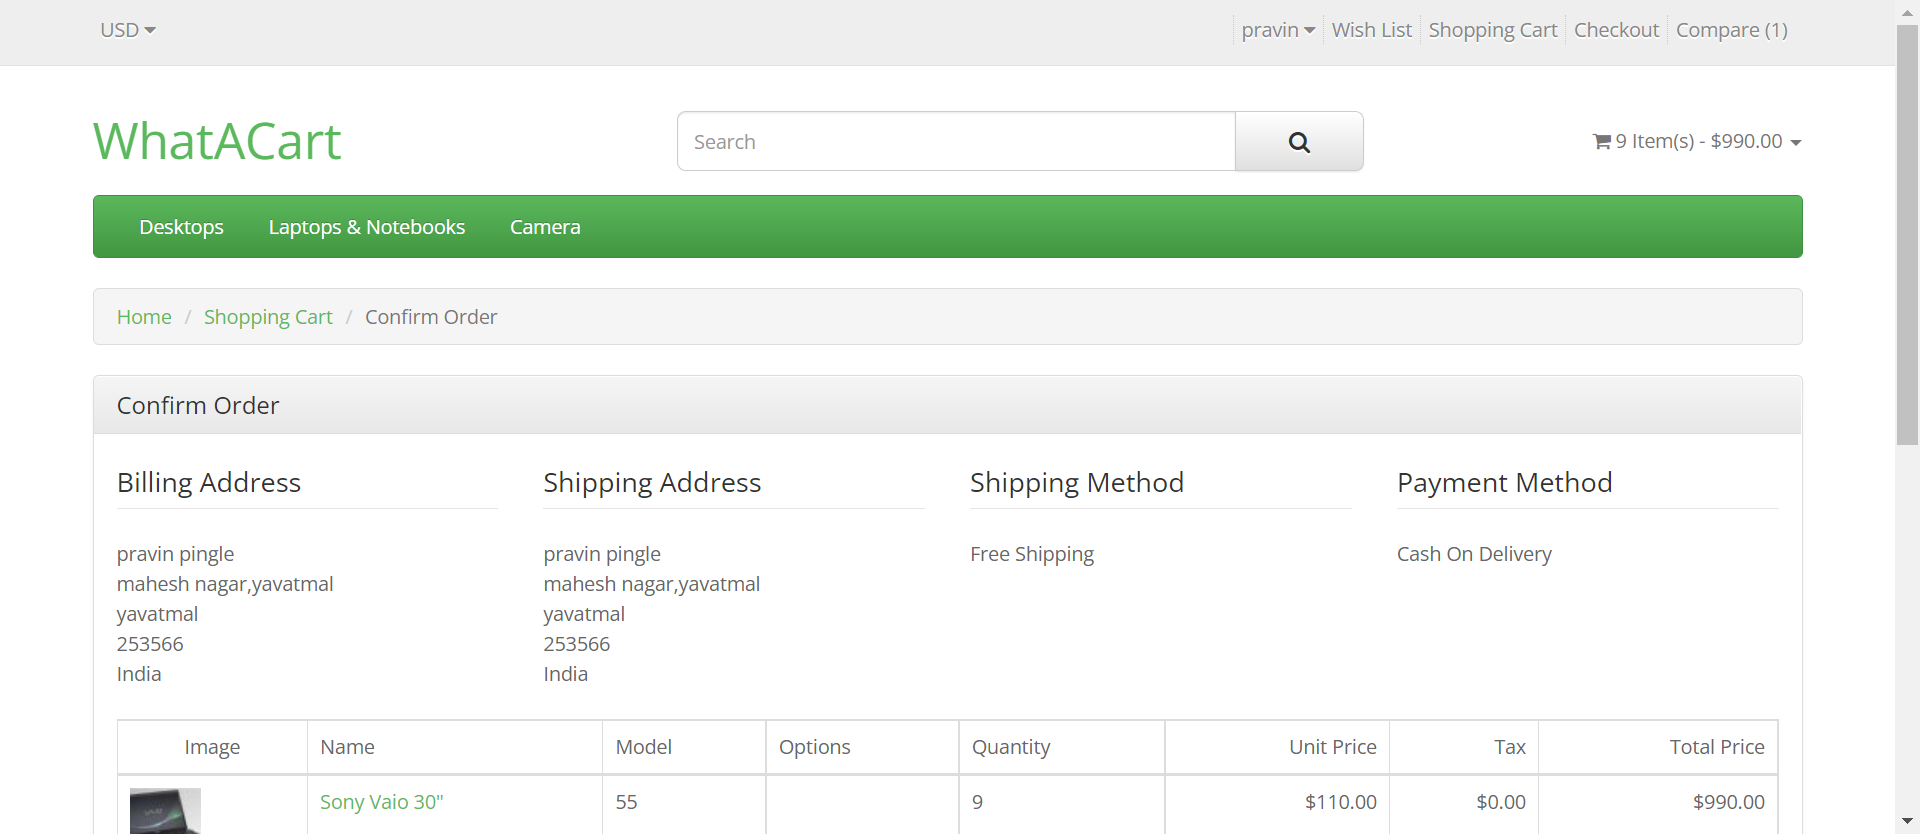 USD
pravin Wish List Shopping Cart Checkout Compare (1)
WhatACart
Search
9 Item(s) - $990.00
Desktops Laptops & Notebooks Camera
Home / Shopping Cart / Confirm Order
Confirm Order
Billing Address
pravin pingle
mahesh nagar,yavatmal
yavatmal
253566
India
Shipping Address
pravin pingle
mahesh nagar,yavatmal
yavatmal
253566
India
Shipping Method
Free Shipping
Payment Method
Cash On Delivery
Image Name Model Options Quantity Unit Price Tax Total Price
Sony Vaio 30" 55 9 $110.00 $0.00 $990.00